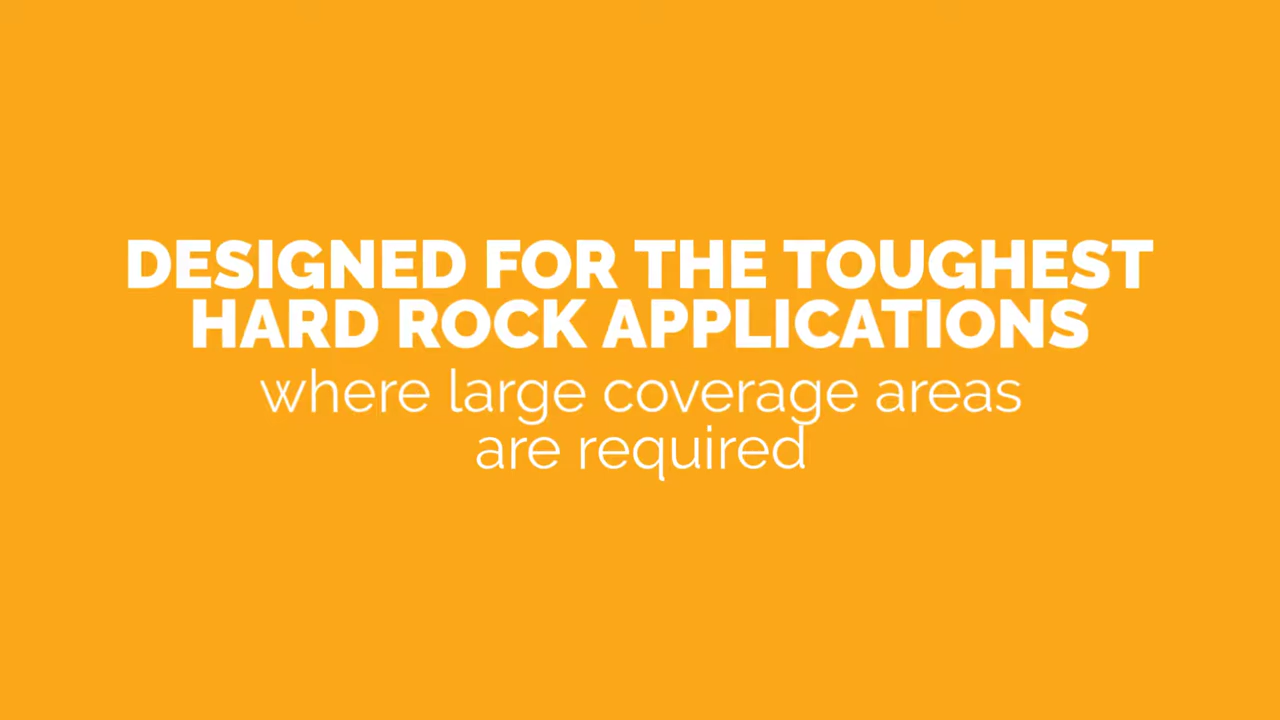 DESIGNED FOR THE TOUGHEST
HARD ROCK APPLICATIONS
where large coverage areas
are required